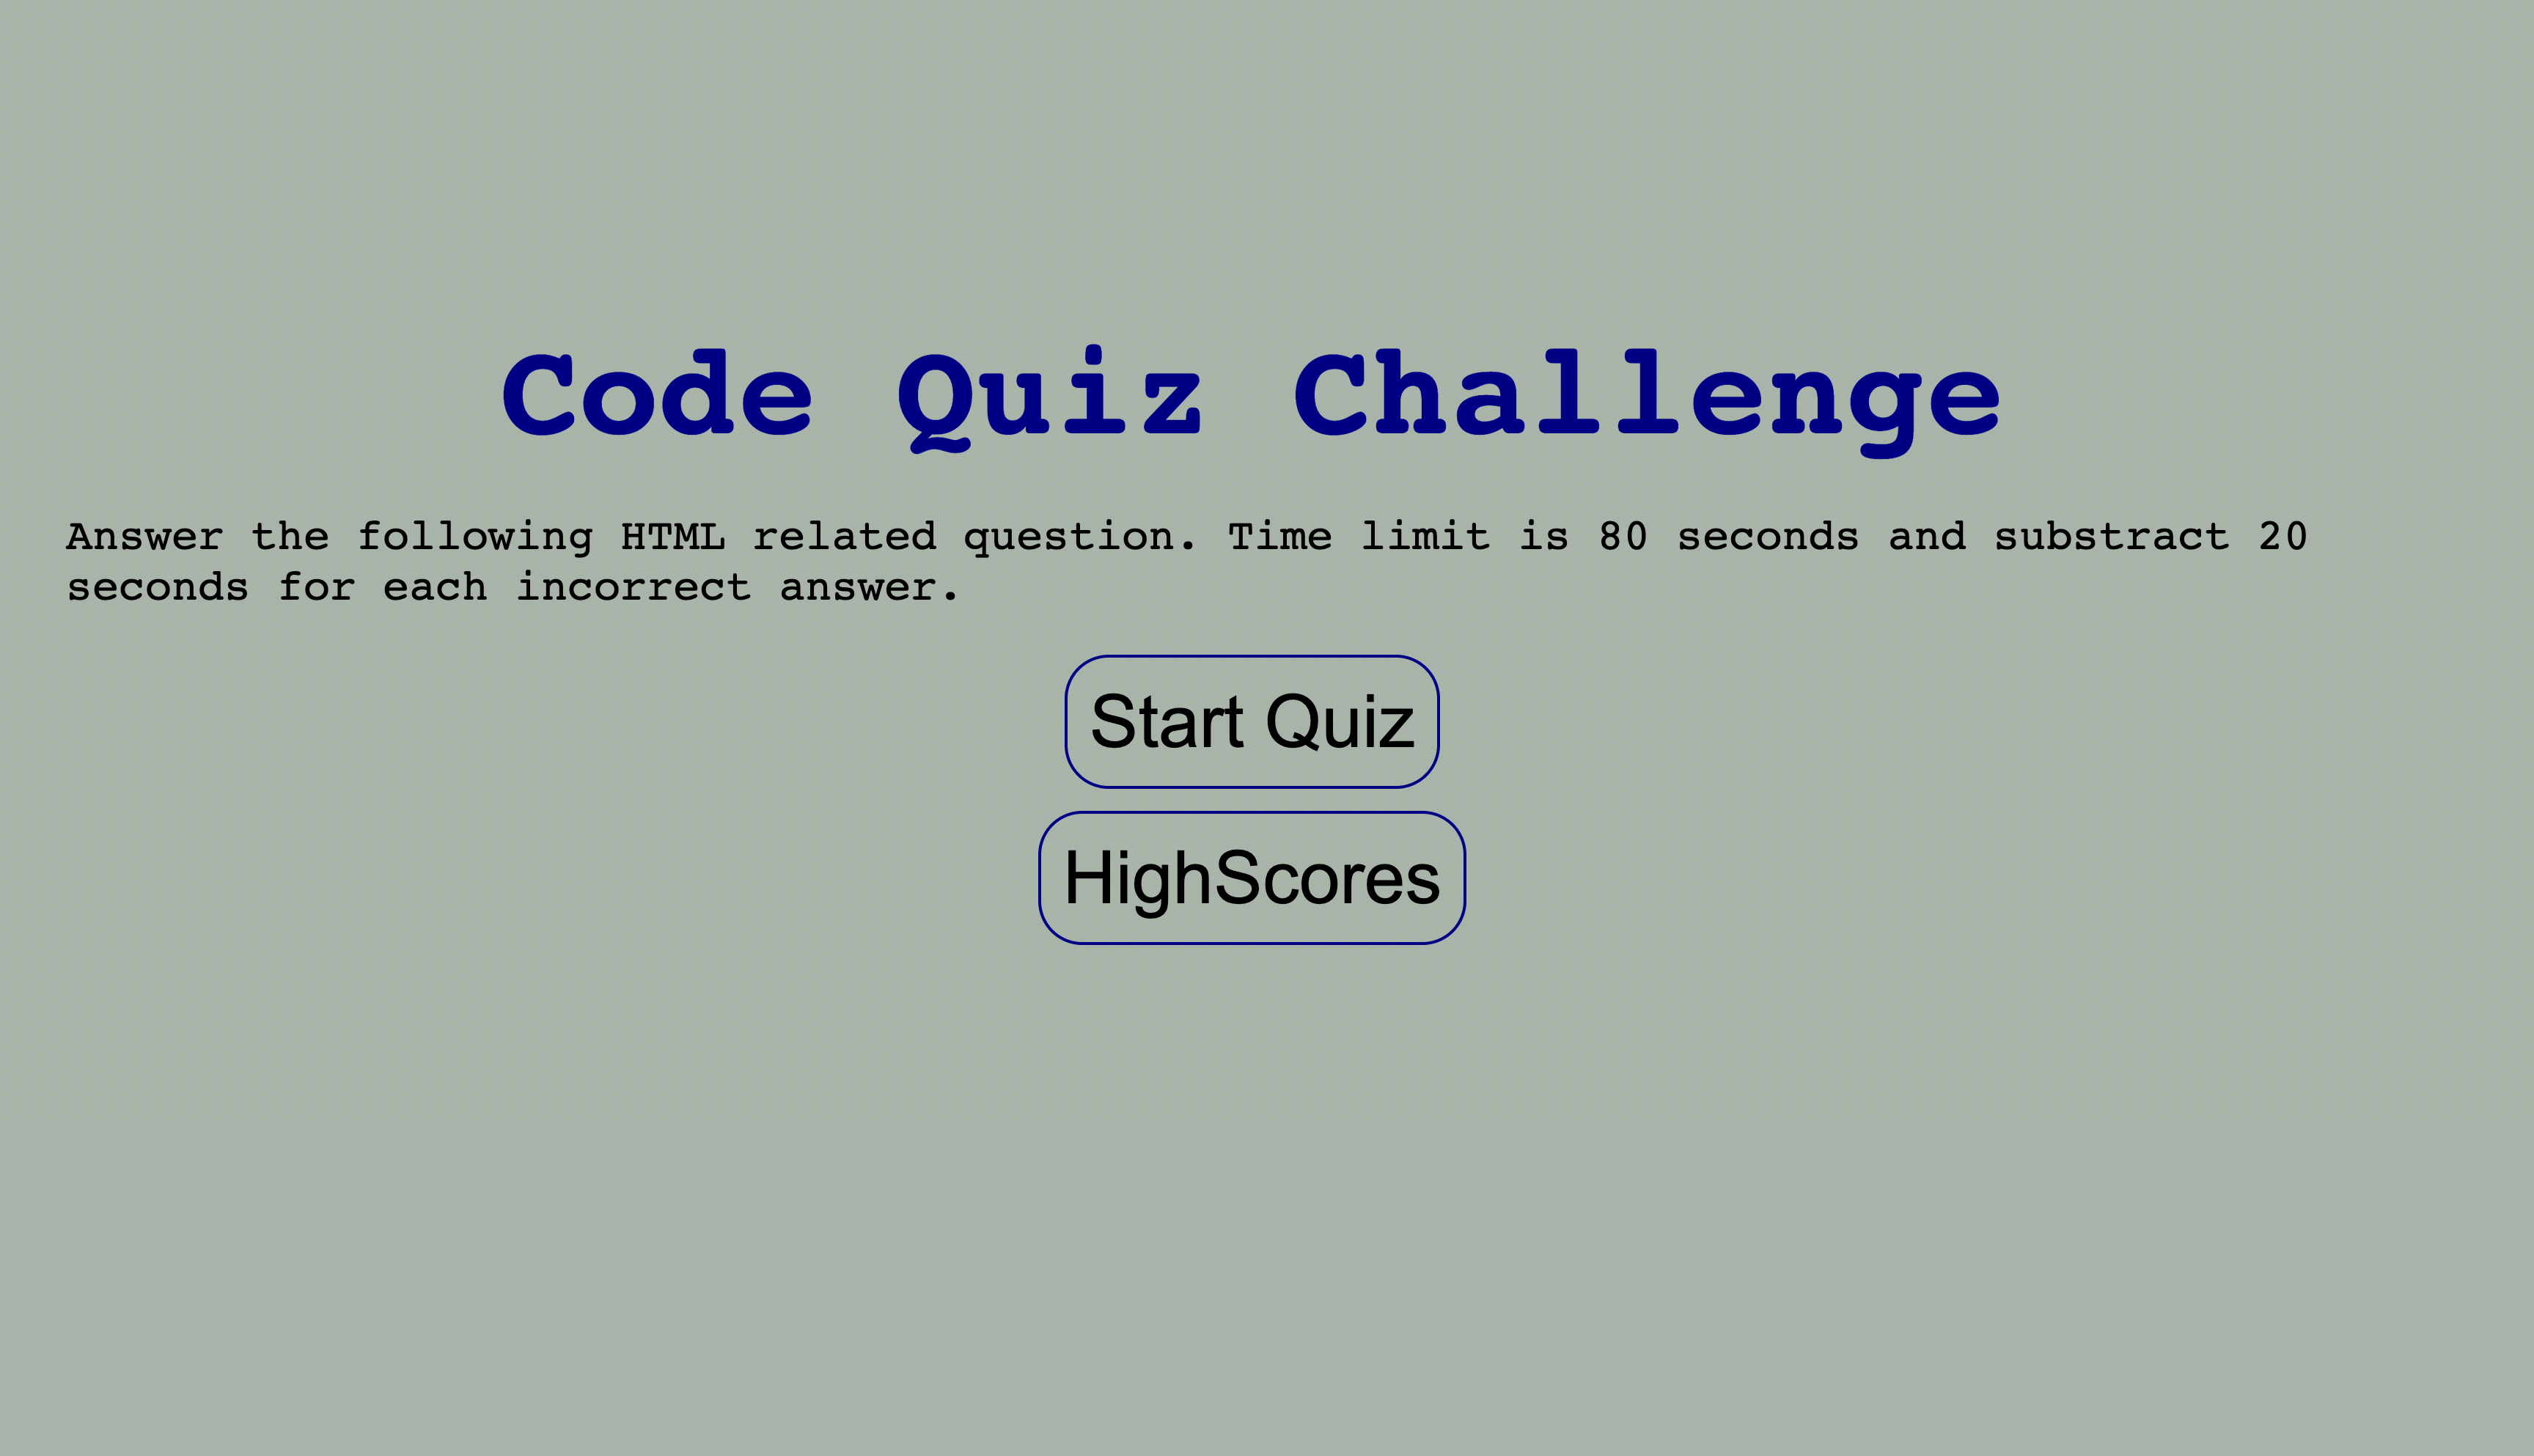 Code Quiz Challenge
Answer the following HTML related question. Time limit is 80 seconds and substract 20
seconds for each incorrect answer.
Start Quiz
HighScores